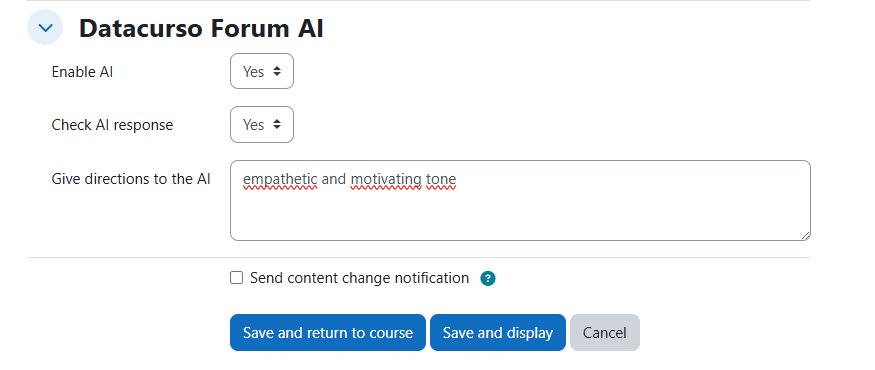 Datacurso Forum AI
Enable AI
Yes
Check AI response
Yes
Give directions to the AI
empathetic and motivating tone
Send content change notification ?
Save and return to course
Save and display
Cancel